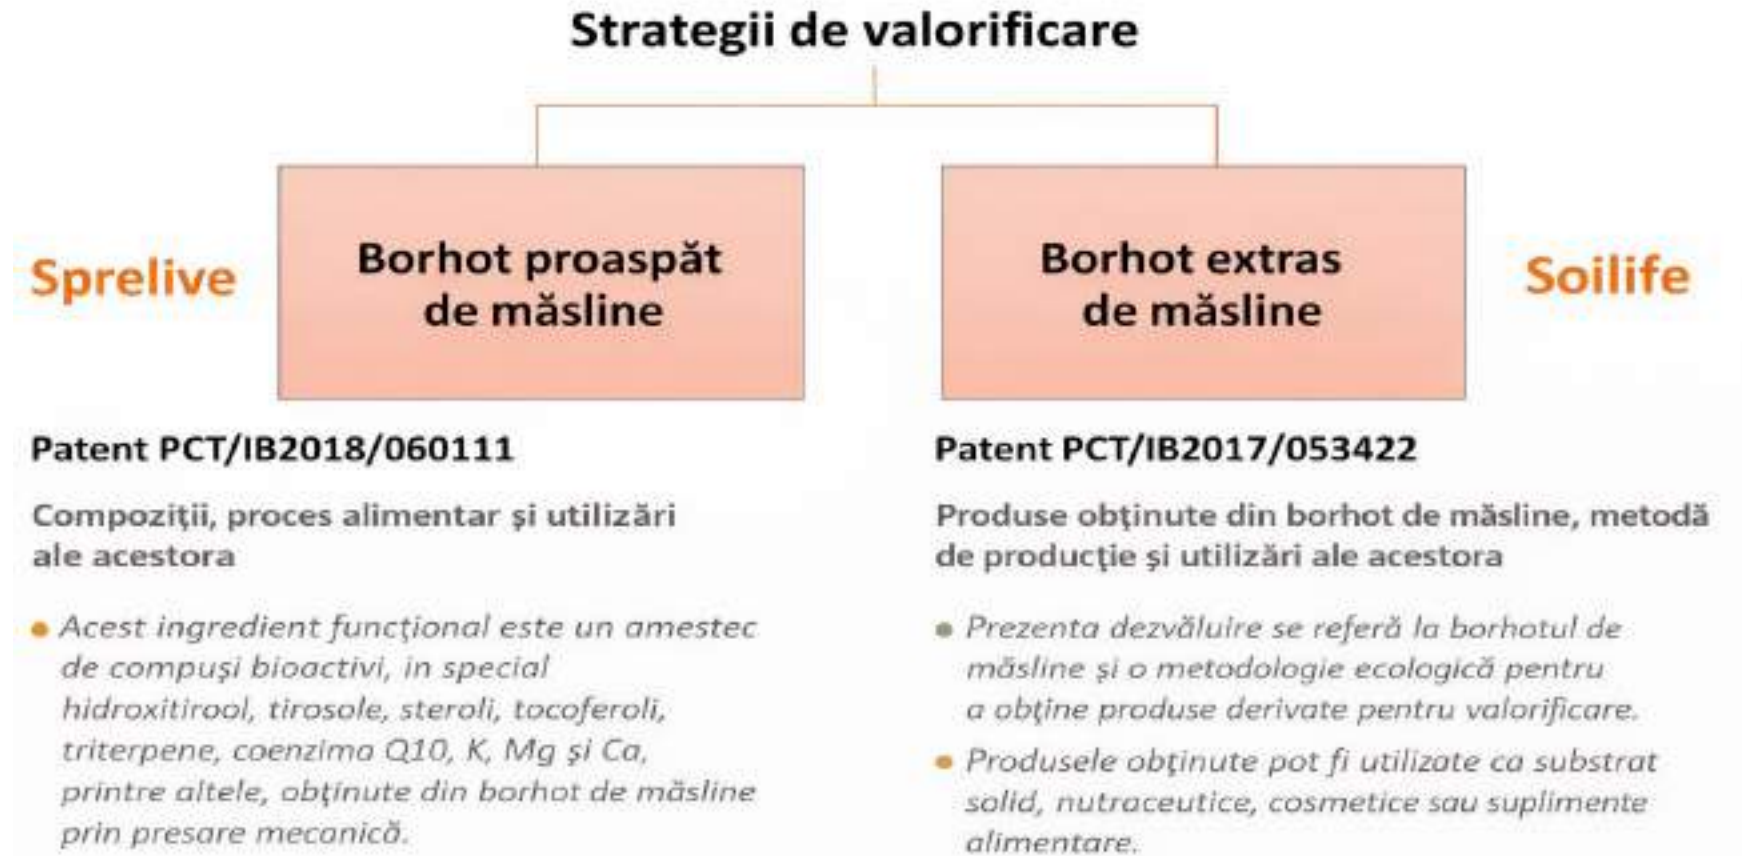 Strategii de valorificare
Sprelive
Borhot proaspăt
de măsline
Patent PCT/IB2018/060111
Compoziţii, proces alimentar şi utilizări
ale acestora
Acest ingredient funcţional este un amestec
de compuşi bioactivi, in special
hidroxitirool, tirosole, steroli, tocoferoli,
triterpene, coenzima Q10, K, Mg şi Ca,
printre altele, obţinute din borhot de măsline
prin presare mecanică.
Borhot extras
de măsline
Soilife
Patent PCT/IB2017/053422
Produse obţinute din borhot de măsline, metodă
de producţie şi utilizări ale acestora
Prezenta dezvăluire se referă la borhotul de
măsline şi o metodologie ecologică pentru
a obţine produse derivate pentru valorificare.
Produsele obţinute pot fi utilizate ca substrat
solid, nutraceutice, cosmetice sau suplimente
alimentare.